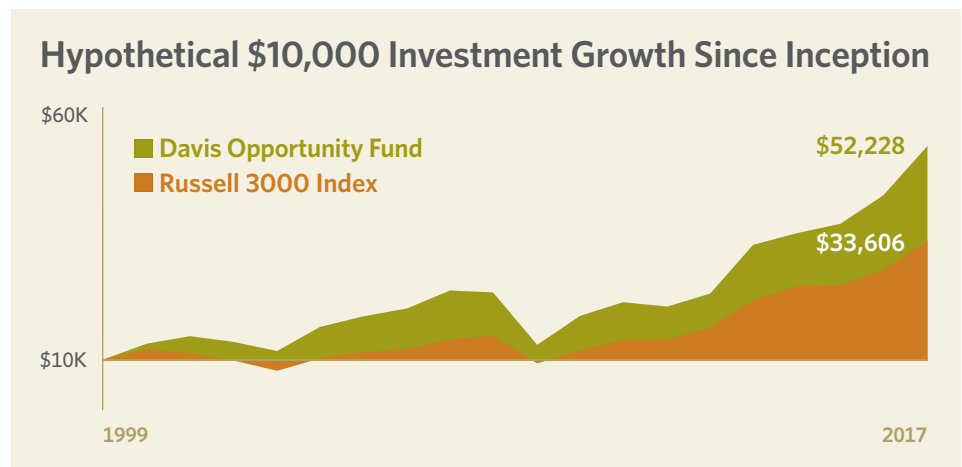 Hypothetical $10,000 Investment Growth Since Inception
$60K
Davis Opportunity Fund
Russell 3000 Index
$52,228
$33,606
$10K
1999
2017